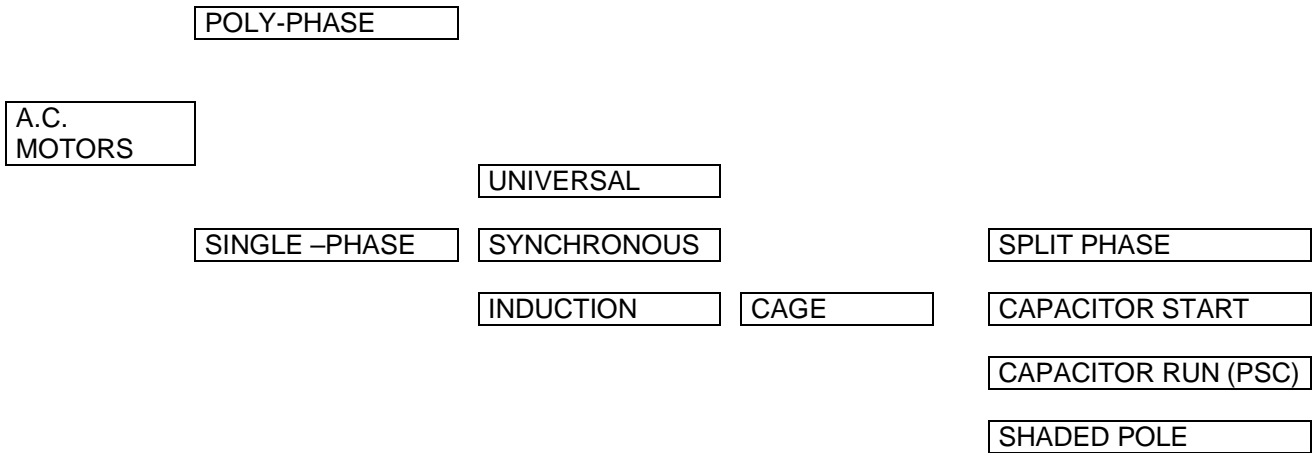 POLY-PHASE
A.C.
MOTORS
UNIVERSAL
SINGLE –PHASE
SYNCHRONOUS
SPLIT PHASE
INDUCTION
CAGE
CAPACITOR START
CAPACITOR RUN (PSC)
SHADED POLE